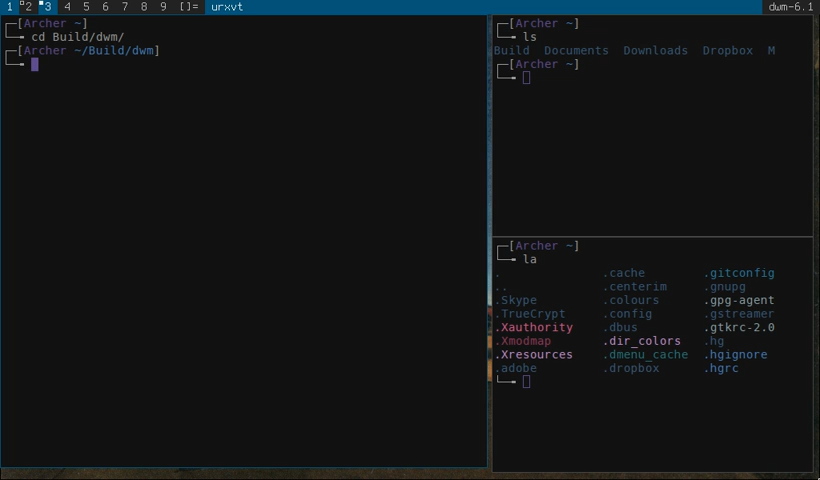 1 2 3 4 5 6 7 8 9 []= urxvt dwm-6.1
┌─[Archer ~]
└─╼ cd Build/dwm/
┌─[Archer ~/Build/dwm]
└─╼
┌─[Archer ~]
└─╼ ls
Build Documents Downloads Dropbox M
┌─[Archer ~]
└─╼
┌─[Archer ~]
└─╼ la
. .cache .gitconfig
.. .centerim .gnupg
.Skype .colours .gpg-agent
.TrueCrypt .config .gstreamer
.Xauthority .dbus .gtkrc-2.0
.Xmodmap .dir_colors .hg
.Xresources .dmenu_cache .hgignore
.adobe .dropbox .hgrc
└─╼